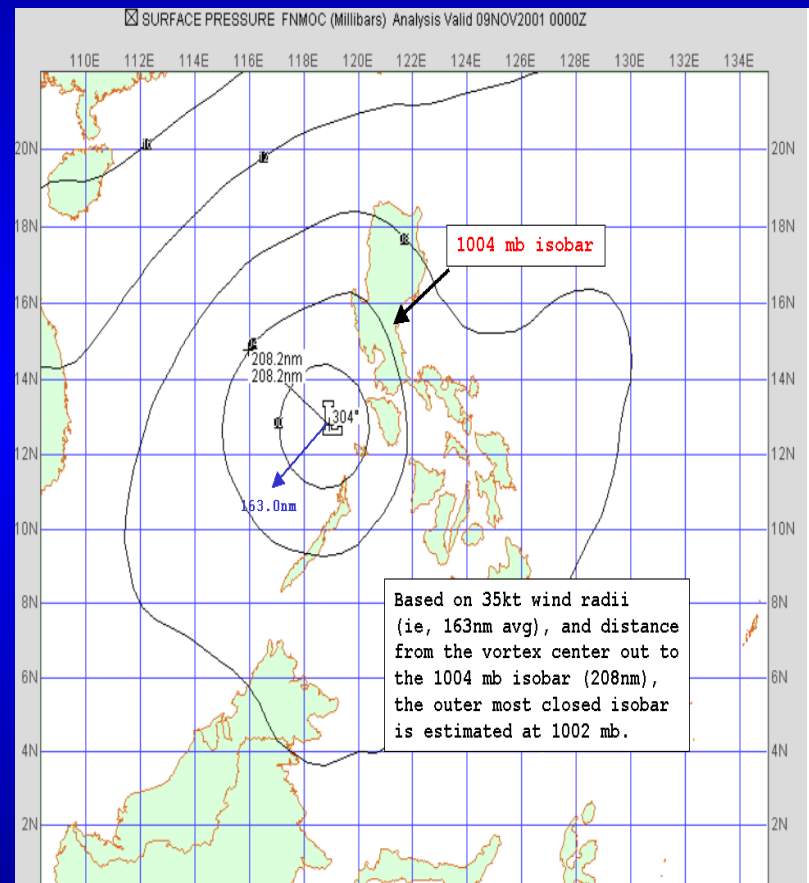 SURFACE PRESSURE FNMOC (Millibars) Analysis Valid 09NOV2001 0000Z
110E 112E 114E 116E 118E 120E 122E 124E 126E 128E 130E 132E 134E
20N 20N
18N 18N
1004 mb isobar
16N 16N
208.2nm
208.2nm
14N 14N
L 304°
12N 12N
163.0nm
10N 10N
8N 8N
Based on 35kt wind radii
(ie, 163nm avg), and distance
from the vortex center out to
the 1004 mb isobar (208nm),
the outer most closed isobar
is estimated at 1002 mb.
6N 6N
4N 4N
2N 2N